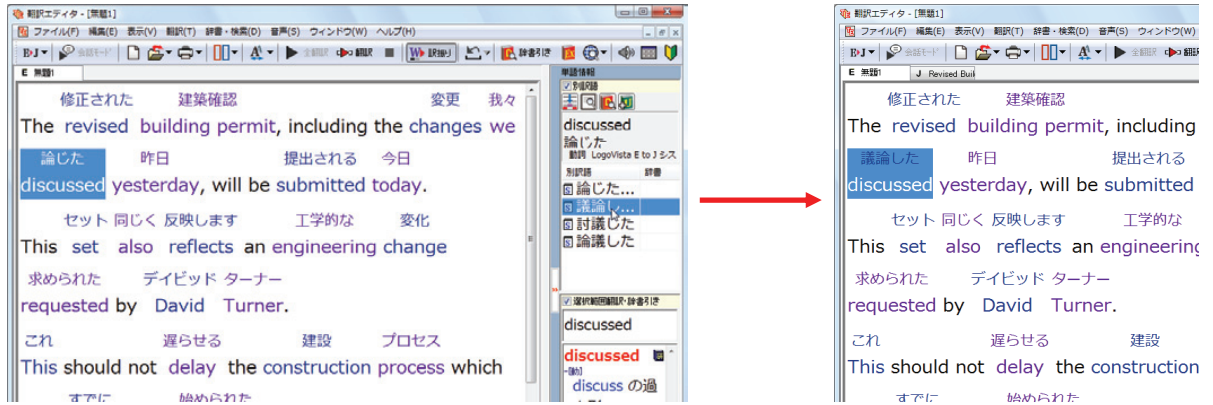 翻訳エディタ - [無題1]
ファイル(F) 編集(E) 表示(V) 翻訳(T) 辞書・検索(D) 音声(S) ウィンドウ(W) ヘルプ(H)
E›J 会話モード 全翻訳 翻訳 W 訳振り 辞書引き
E 無題1
修正された 建築確認 変更 我々
The revised building permit, including the changes we
論じた 昨日 提出される 今日
discussed yesterday, will be submitted today.
セット 同じく 反映します 工学的な 変化
This set also reflects an engineering change
求められた デイビッド ターナー
requested by David Turner.
これ 遅らせる 建設 プロセス
This should not delay the construction process which
すでに 始められた
単語情報
別訳語
discussed
論じた
動詞 LogoVista E to J シス
別訳語 辞書
論じた...
議論し...
討議じた
論議した
選択範囲翻訳・辞書引き
discussed
discussed
-[動]
discuss の過
翻訳エディタ - [無題1]
ファイル(F) 編集(E) 表示(V) 翻訳(T) 辞書・検索(D) 音声(S) ウィンドウ(W)
E›J 会話モード 全翻訳 翻訳
E 無題1 J Revised Buil
修正された 建築確認
The revised building permit, including
議論した 昨日 提出される
discussed yesterday, will be submitted
セット 同じく 反映します 工学的な
This set also reflects an engineering
求められた デイビッド ターナー
requested by David Turner.
これ 遅らせる 建設
This should not delay the construction
すでに 始められた